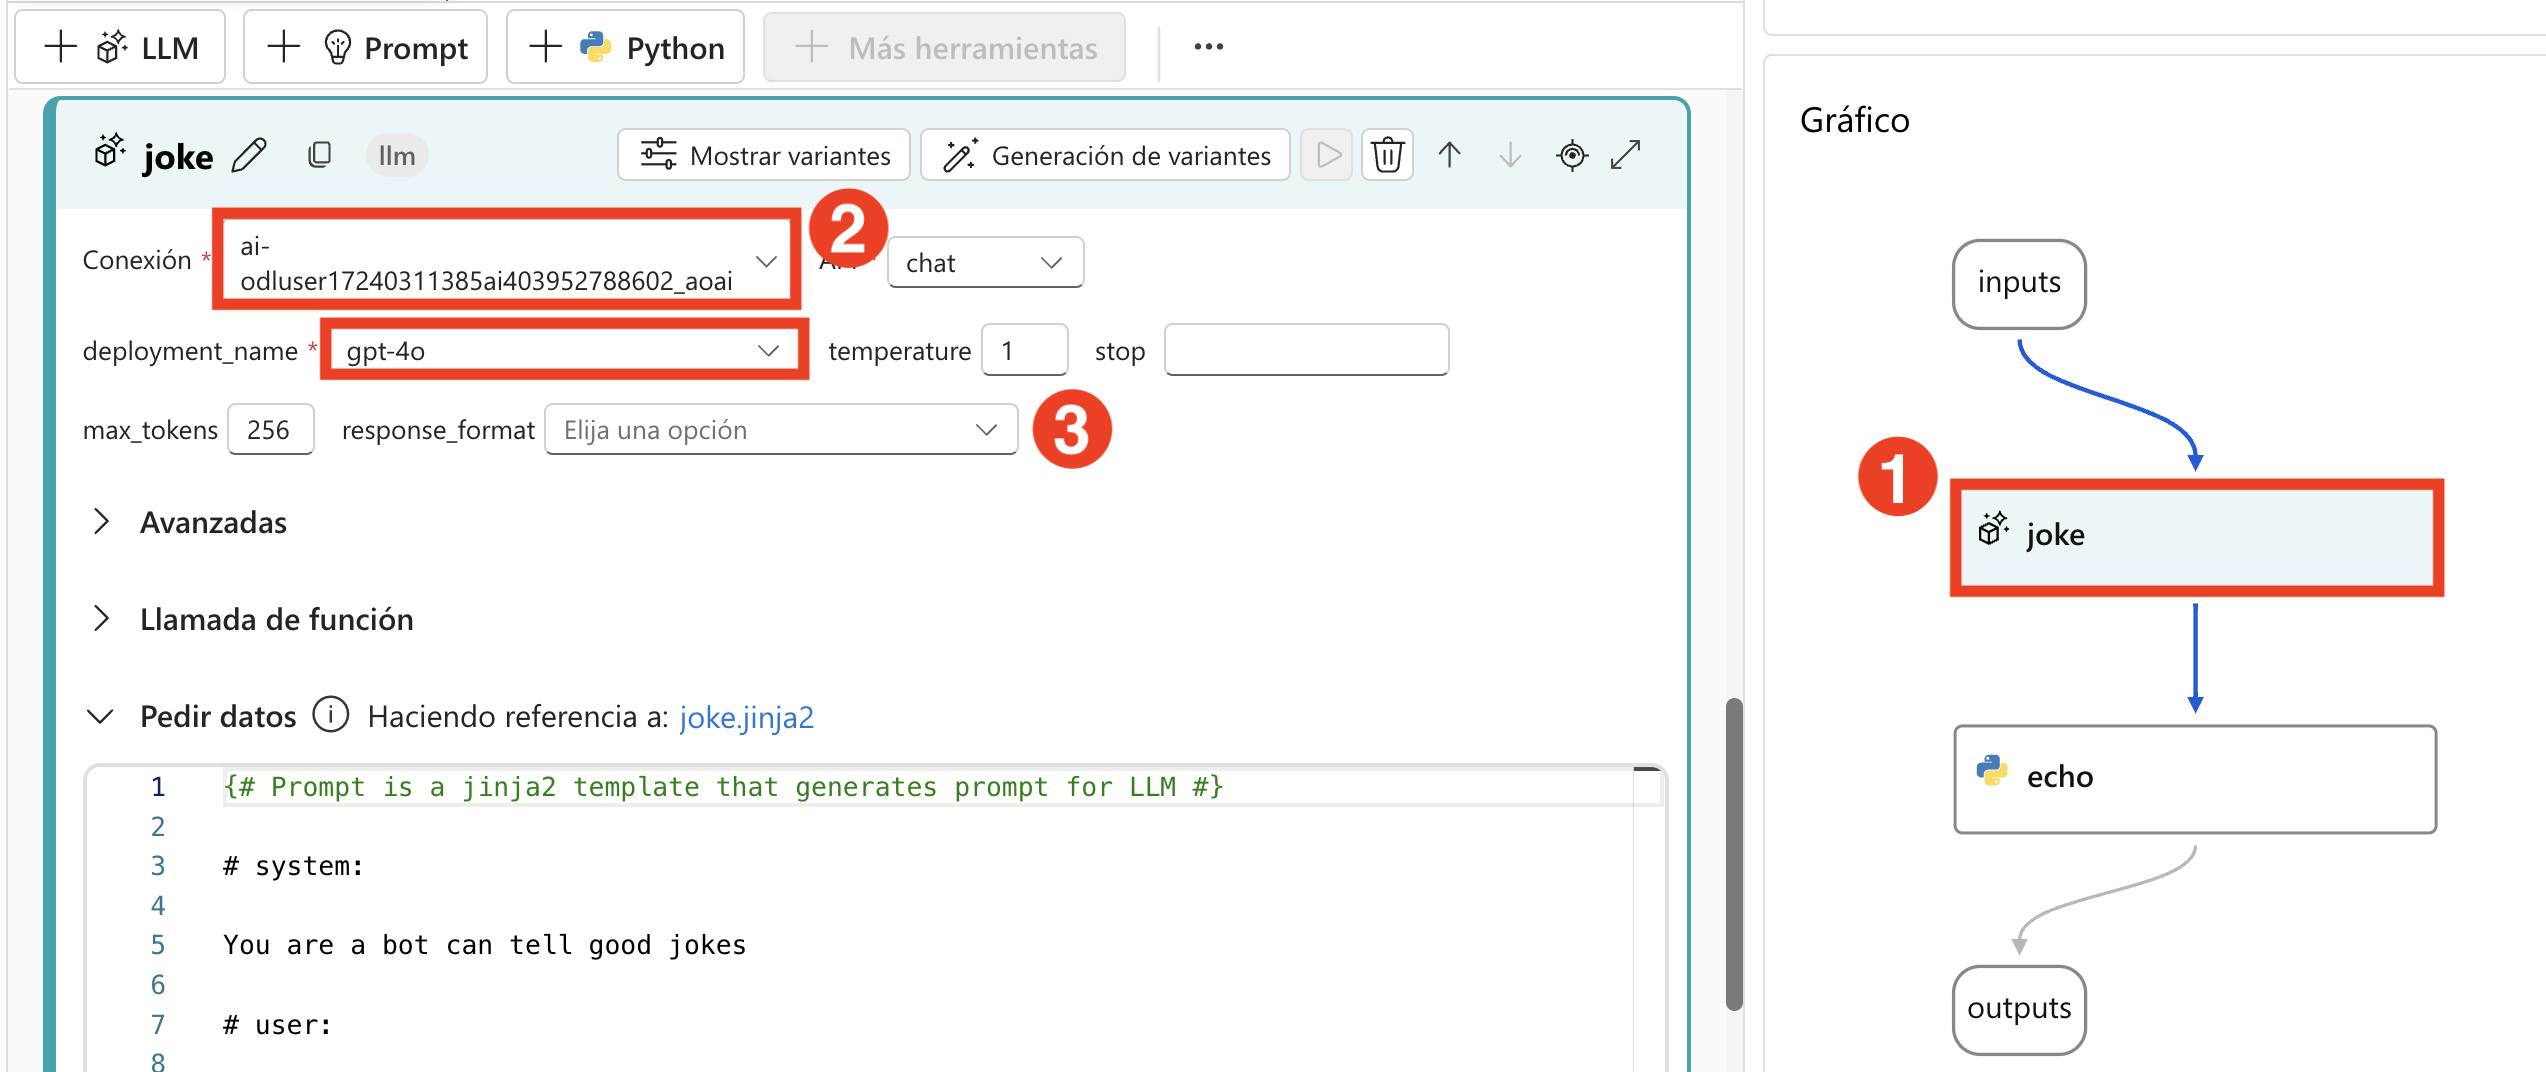 LLM
Prompt
Python
Más herramientas
joke
llm
Mostrar variantes
Generación de variantes
Conexión *
ai-
odluser17240311385ai403952788602_aoai
2
chat
deployment_name *
gpt-4o
temperature
1
stop
max_tokens
256
response_format
Elija una opción
3
Avanzadas
Llamada de función
Pedir datos
Haciendo referencia a: joke.jinja2
1 {# Prompt is a jinja2 template that generates prompt for LLM #}
2
3 # system:
4
5 You are a bot can tell good jokes
6
7 # user:
8
Gráfico
inputs
1
joke
echo
outputs